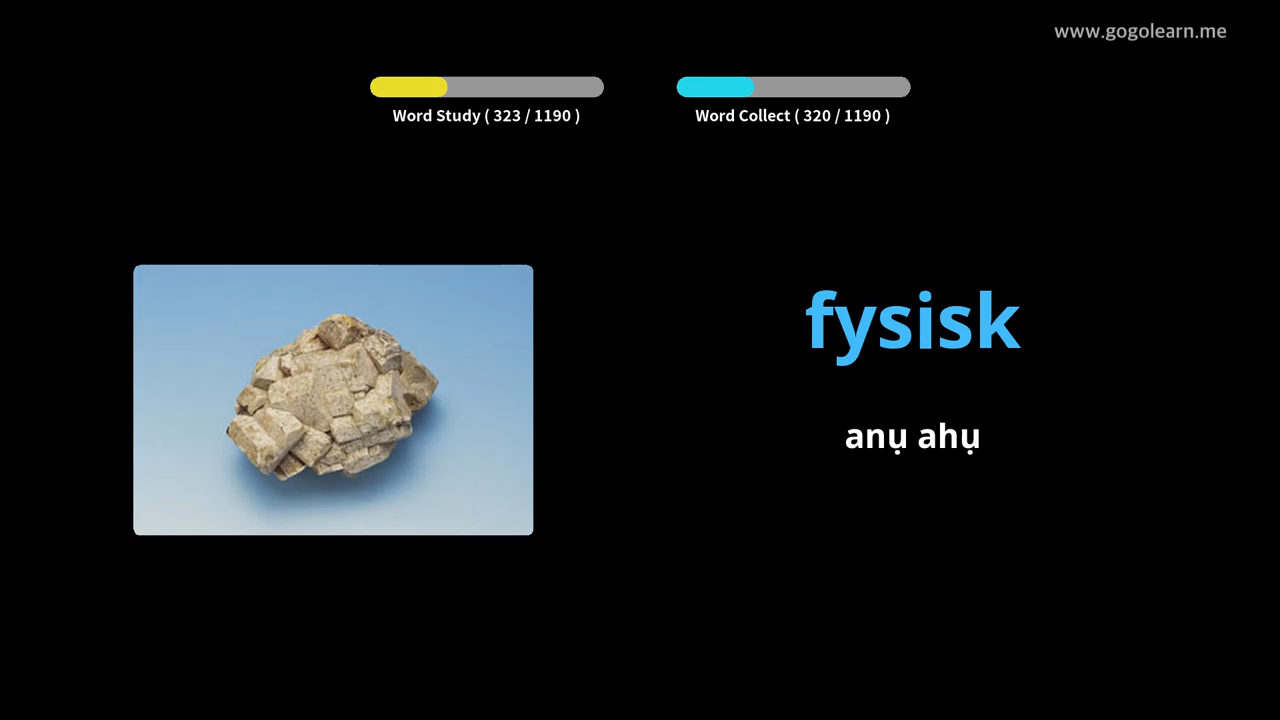 www.gogolearn.me
Word Study ( 323 / 1190 )
Word Collect ( 320 / 1190 )
fysisk
anụ ahụ